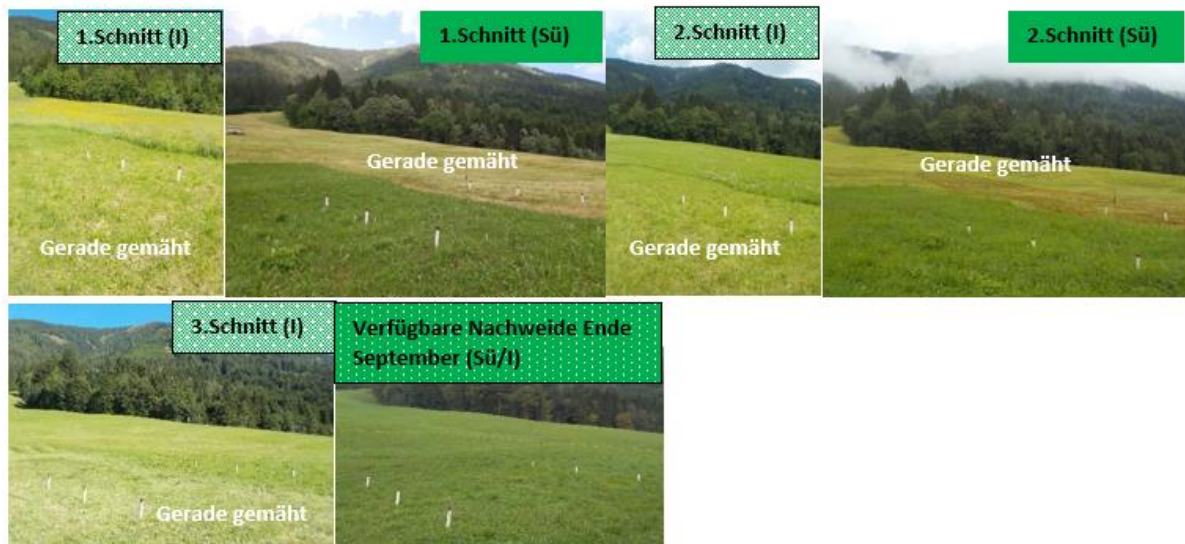 1.Schnitt (I)
1.Schnitt (Sü)
2.Schnitt (I)
2.Schnitt (Sü)
Gerade gemäht
Gerade gemäht
Gerade gemäht
Gerade gemäht
3.Schnitt (I)
Verfügbare Nachweide Ende
September (Sü/I)
Gerade gemäht